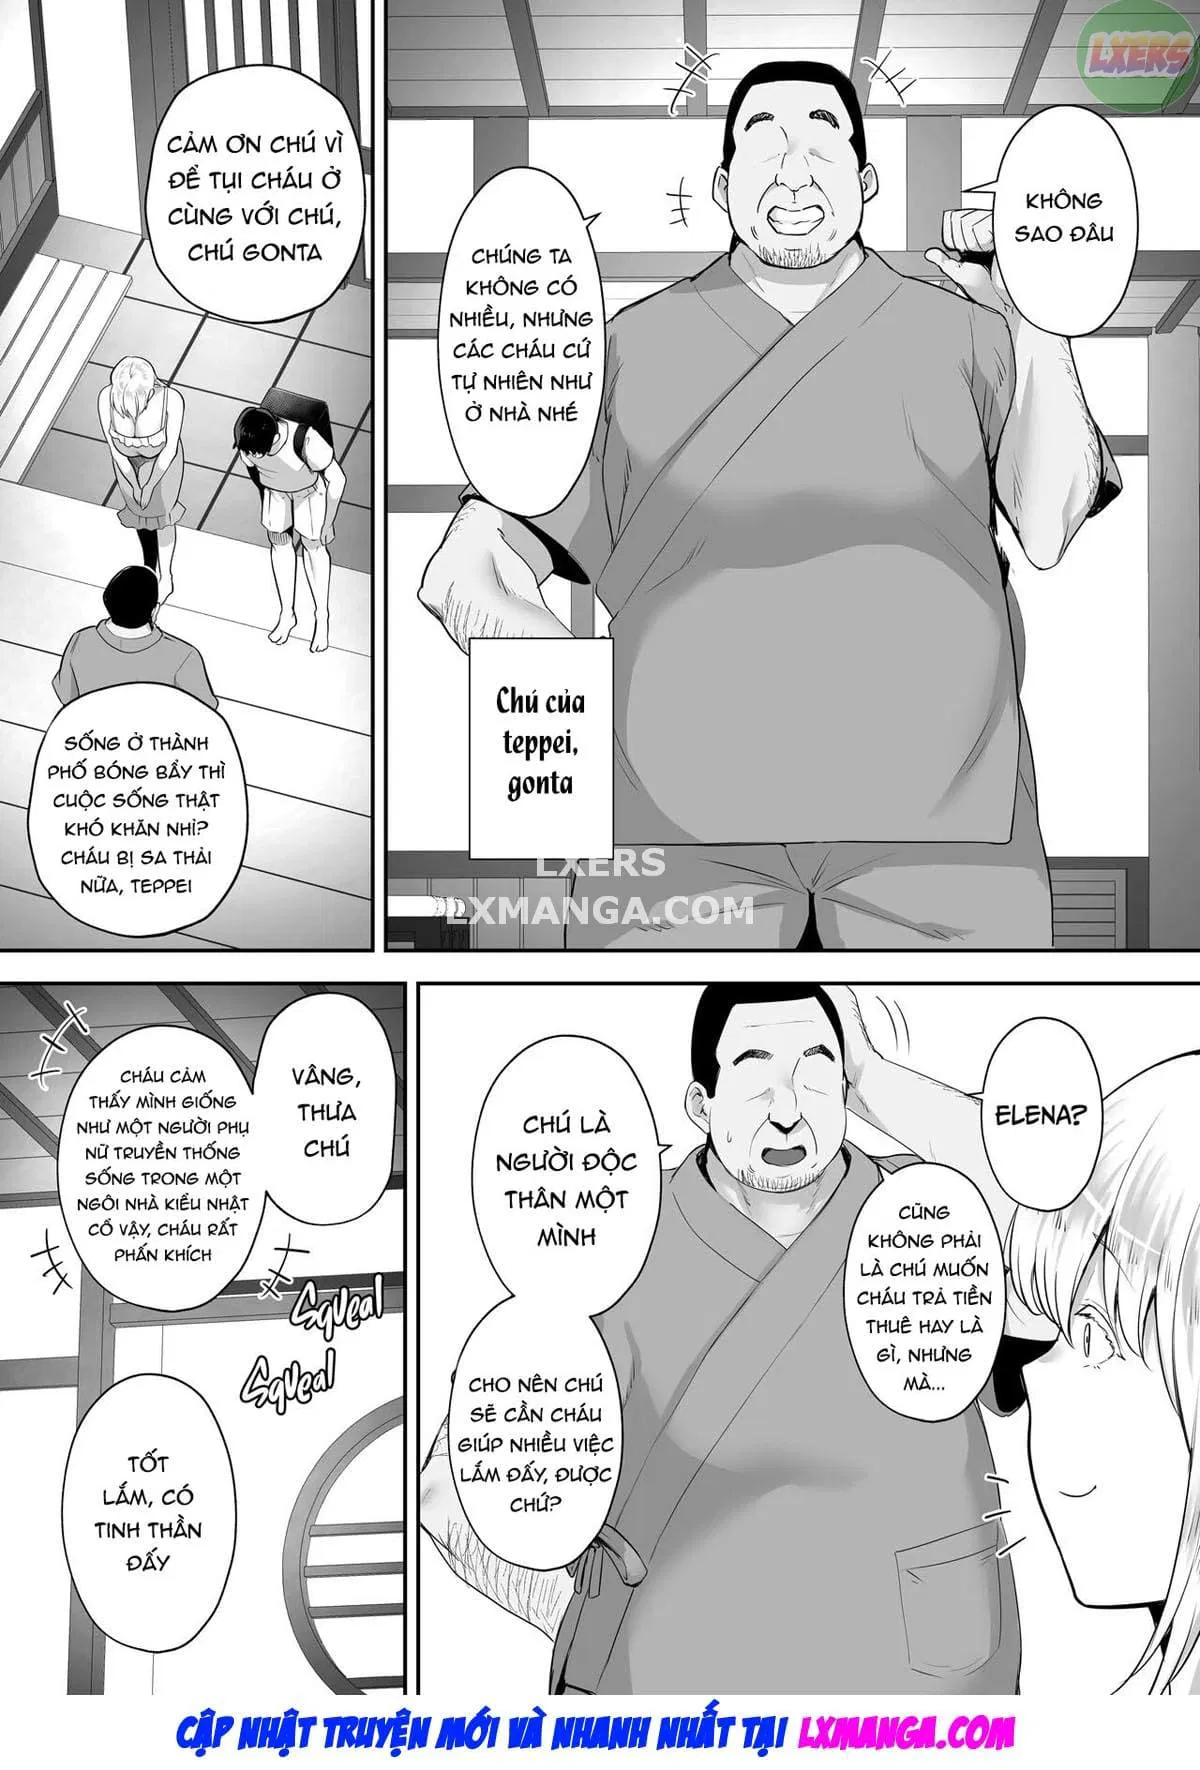 LXERS
KHÔNG
SAO ĐÂU
CHÚNG TA
KHÔNG CÓ
NHIỀU, NHƯNG
CÁC CHÁU CỨ
TỰ NHIÊN NHƯ
Ở NHÀ NHÉ
Chú của
teppei,
gonta
CẢM ƠN CHÚ VÌ
ĐỂ TỤI CHÁU Ở
CÙNG VỚI CHÚ,
CHÚ GONTA
SỐNG Ở THÀNH
PHỐ BÓNG BẨY THÌ
CUỘC SỐNG THẬT
KHÓ KHĂN NHỈ?
CHÁU BỊ SA THẢI
NỮA, TEPPEI
LXERS
LXMANGA.COM
ELENA?
CŨNG
KHÔNG PHẢI
LÀ CHÚ MUỐN
CHÁU TRẢ TIỀN
THUÊ HAY LÀ
GÌ, NHƯNG
MÀ...
CHÚ LÀ
NGƯỜI ĐỘC
THÂN MỘT
MÌNH
CHO NÊN CHÚ
SẼ CẦN CHÁU
GIÚP NHIỀU VIỆC
LẮM ĐẤY, ĐƯỢC
CHỨ?
VÂNG,
THƯA
CHÚ
CHÁU CẢM
THẤY MÌNH GIỐNG
NHƯ MỘT NGƯỜI PHỤ
NỮ TRUYỀN THỐNG
SỐNG TRONG MỘT
NGÔI NHÀ KIỂU NHẬT
CỔ VẬY, CHÁU RẤT
PHẤN KHÍCH
Squeal
Squeal
TỐT
LẮM, CÓ
TINH THẦN
ĐẤY
CẬP NHẬT TRUYỆN MỚI VÀ NHANH NHẤT TẠI LXMANGA.COM